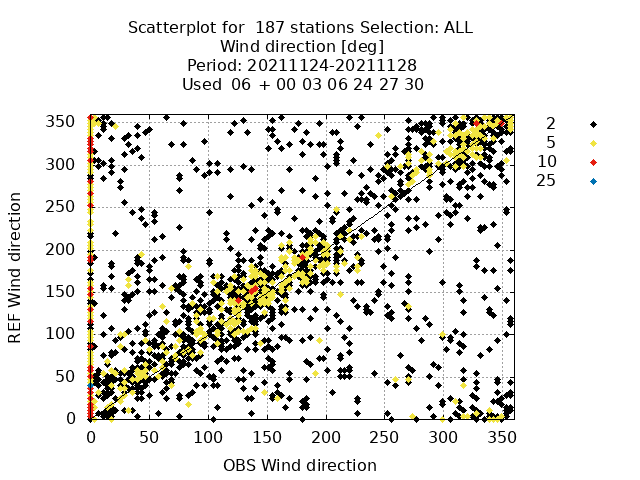 Scatterplot for  187 stations Selection: ALL
Wind direction [deg]
Period: 20211124-20211128
Used  06 + 00 03 06 24 27 30
2
5
10
25
REF Wind direction
350
300
250
200
150
100
50
0
0 50 100 150 200 250 300 350
OBS Wind direction